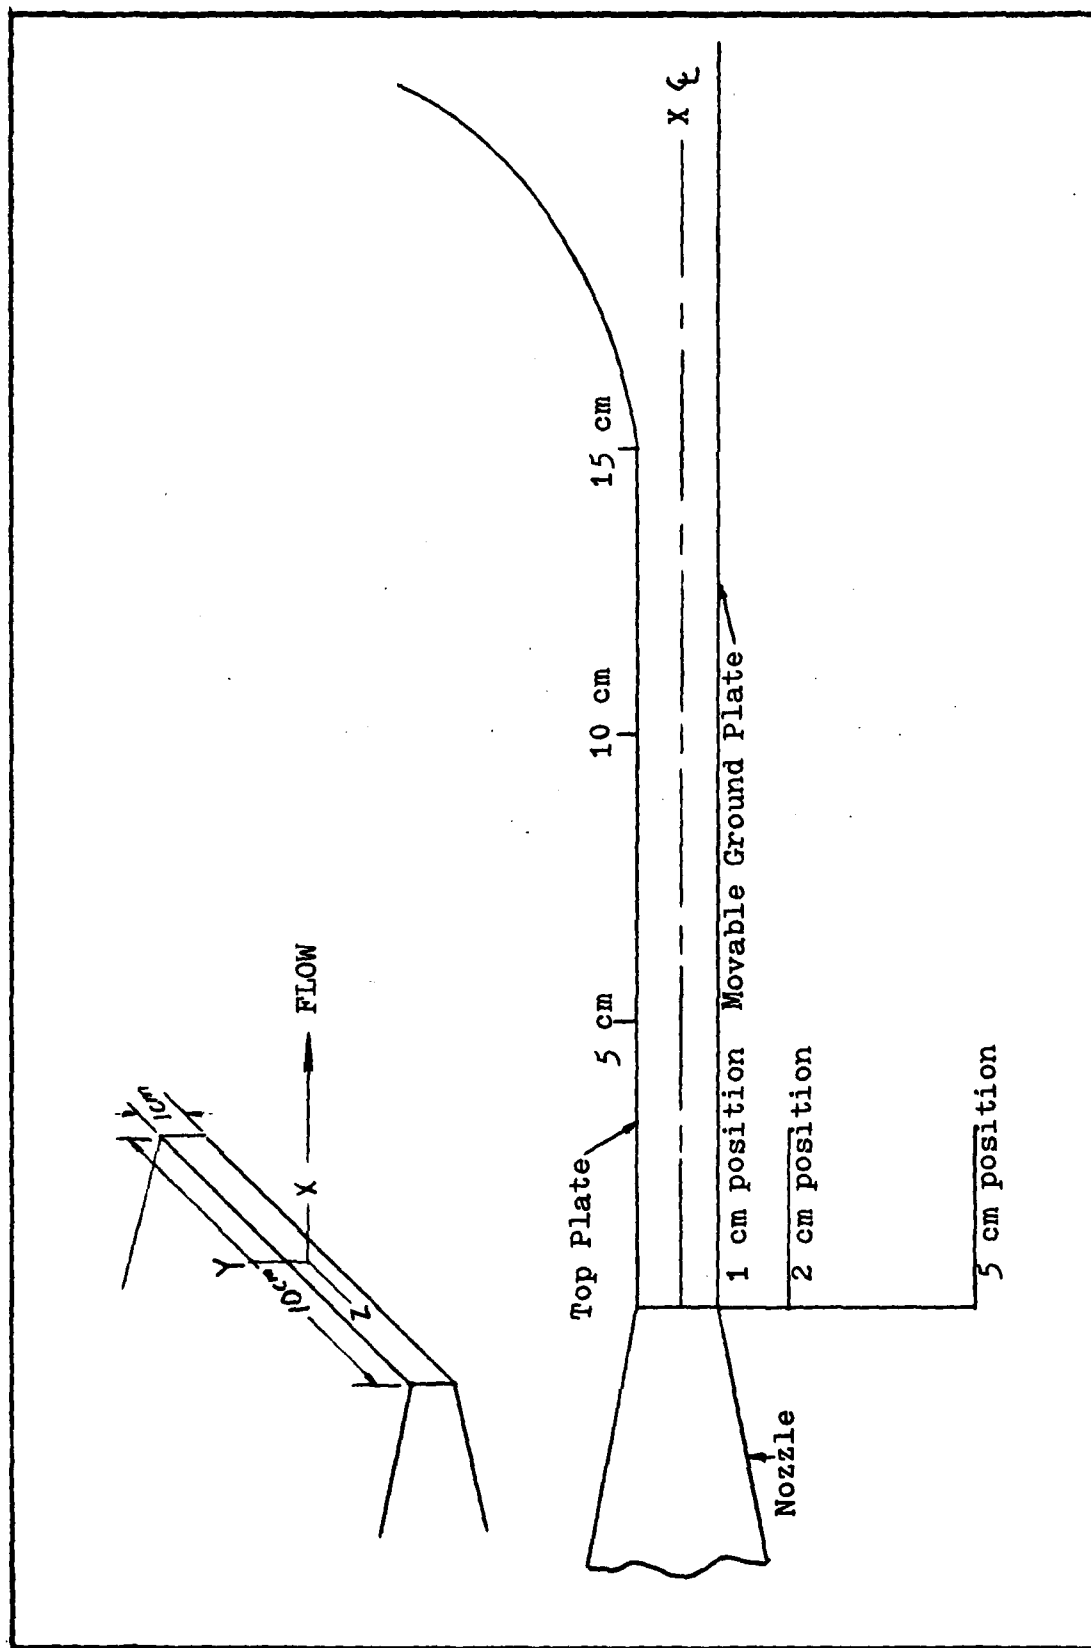 10cm
1cm
Y
X
Z
FLOW
Top Plate
5 cm
10 cm
15 cm
X ℄
1 cm position
Movable Ground Plate
2 cm position
5 cm position
Nozzle